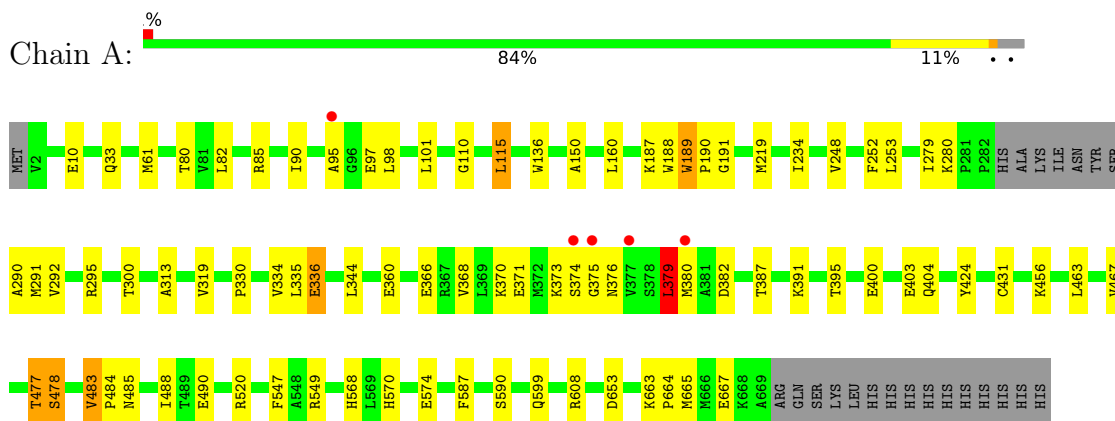 %
Chain A:
84% 11% • •
MET V2 E10 Q33 M61 T80 V81 L82 R85 I90 A95 G96 E97 L98 L101 G110 L115 W136 A150 L160 K187 W188 W189 P190 G191 M219 I234 V248 F252 L253 I279 K280 P281 P282 HIS ALA LYS ILE ASN TYR SER
A290 M291 V292 R295 T300 A313 V319 P330 V334 L335 E336 L344 E360 E366 R367 V368 L369 K370 E371 M372 K373 S374 G375 N376 V377 S378 L379 M380 A381 D382 T387 K391 T395 E400 E403 Q404 Y424 C431 K456 L463 V467
T477 S478 V483 P484 N485 I488 T489 E490 R520 F547 A548 R549 H568 L569 H570 E574 F587 S590 Q599 R608 D653 K663 P664 M665 M666 E667 K668 A669 ARG GLN SER LYS LEU HIS HIS HIS HIS HIS HIS HIS HIS HIS HIS